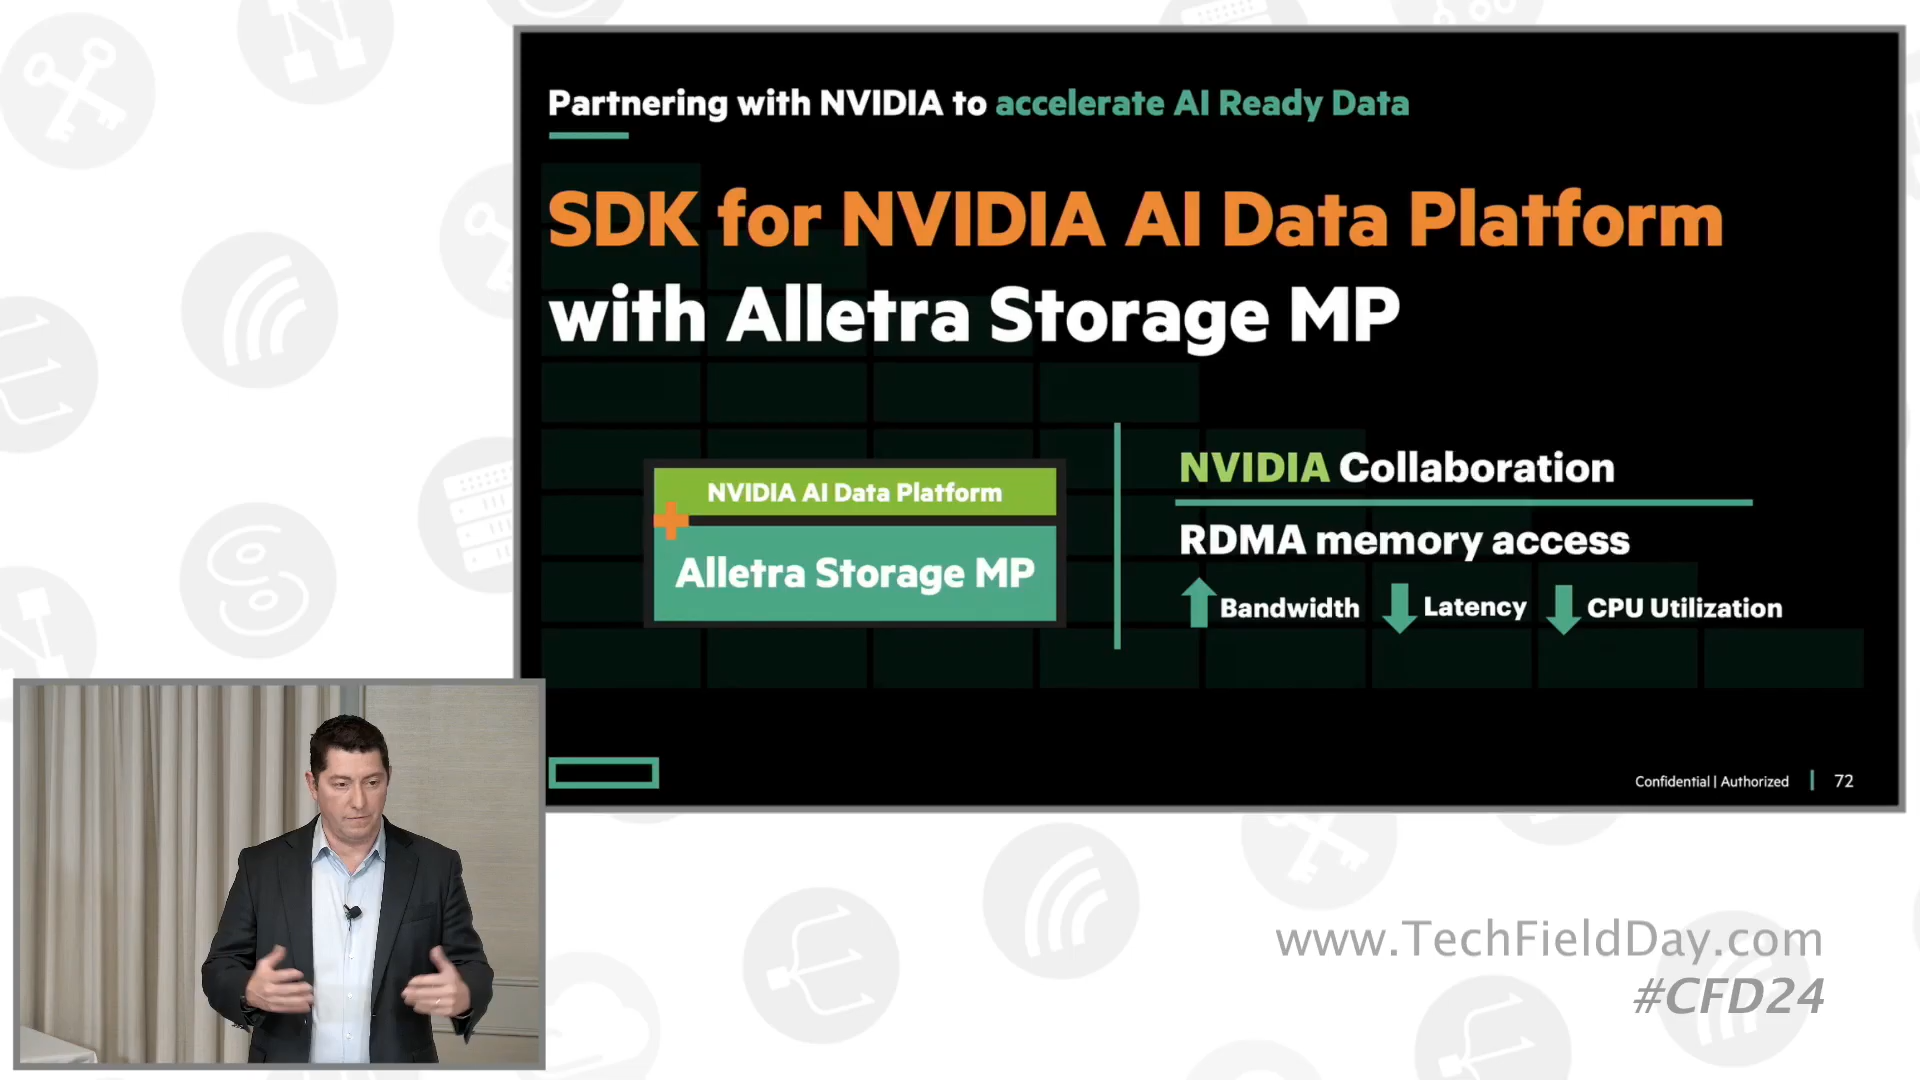 Partnering with NVIDIA to accelerate AI Ready Data
SDK for NVIDIA AI Data Platform
with Alletra Storage MP
NVIDIA AI Data Platform
Alletra Storage MP
NVIDIA Collaboration
RDMA memory access
Bandwidth Latency CPU Utilization
Confidential | Authorized | 72
www.TechFieldDay.com
#CFD24